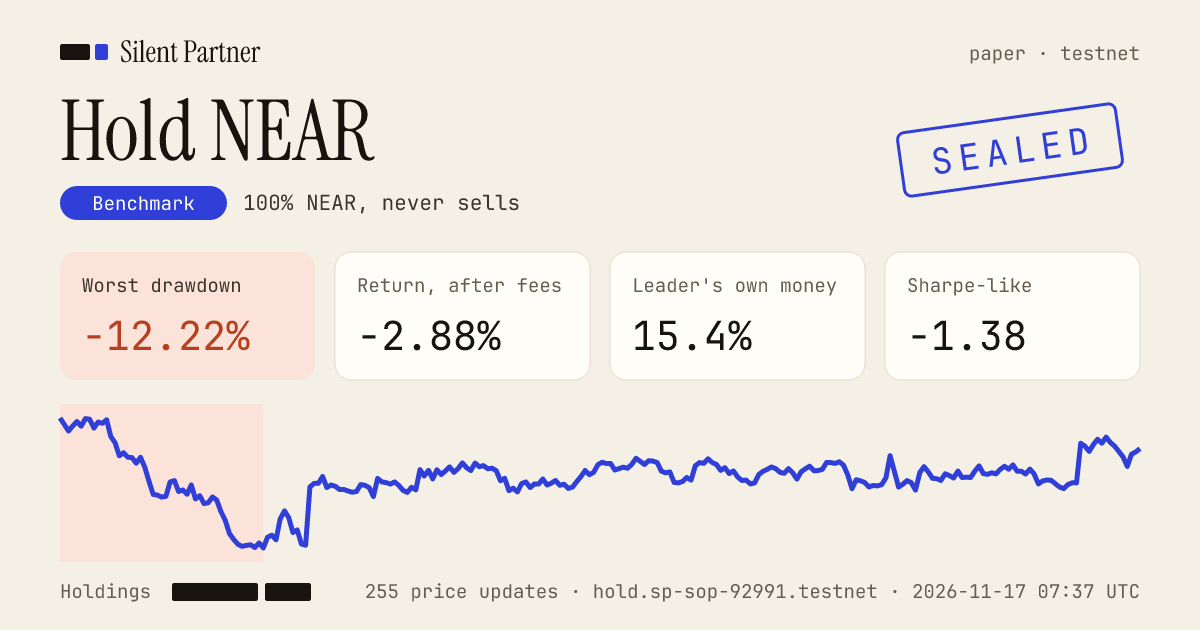 Silent Partner
paper · testnet
Hold NEAR
SEALED
Benchmark
100% NEAR, never sells
Worst drawdown
-12.22%
Return, after fees
-2.88%
Leader's own money
15.4%
Sharpe-like
-1.38
Holdings
255 price updates · hold.sp-sop-92991.testnet · 2026-11-17 07:37 UTC